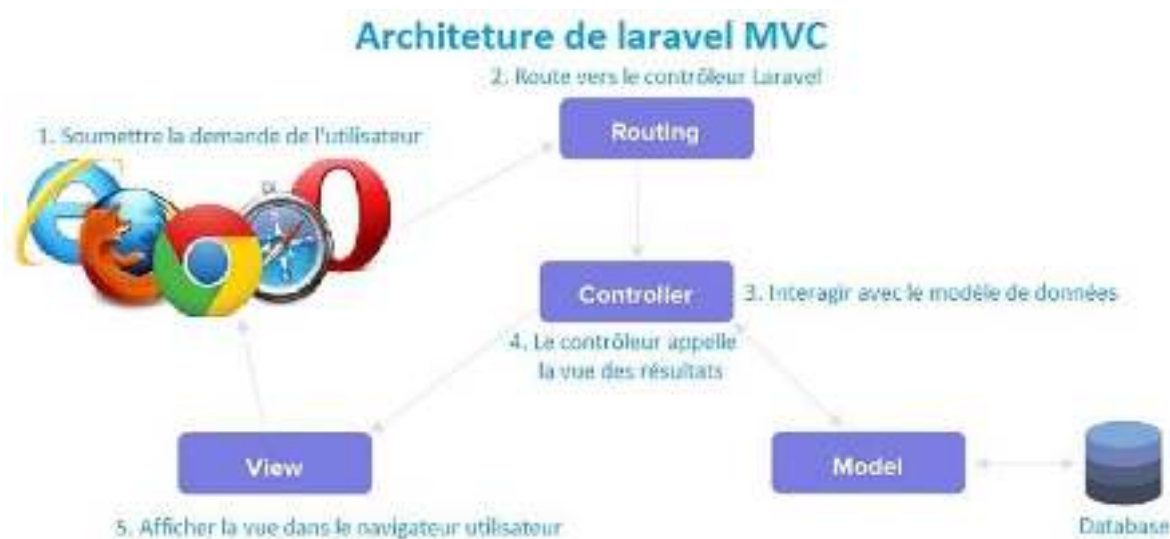 Architeture de laravel MVC
2. Route vers le contrôleur Laravel
Routing
1. Soumettre la demande de l'utilisateur
Controller
3. Interagir avec le modèle de données
4. Le contrôleur appelle
la vue des résultats
View
Model
5. Afficher la vue dans le navigateur utilisateur
Database